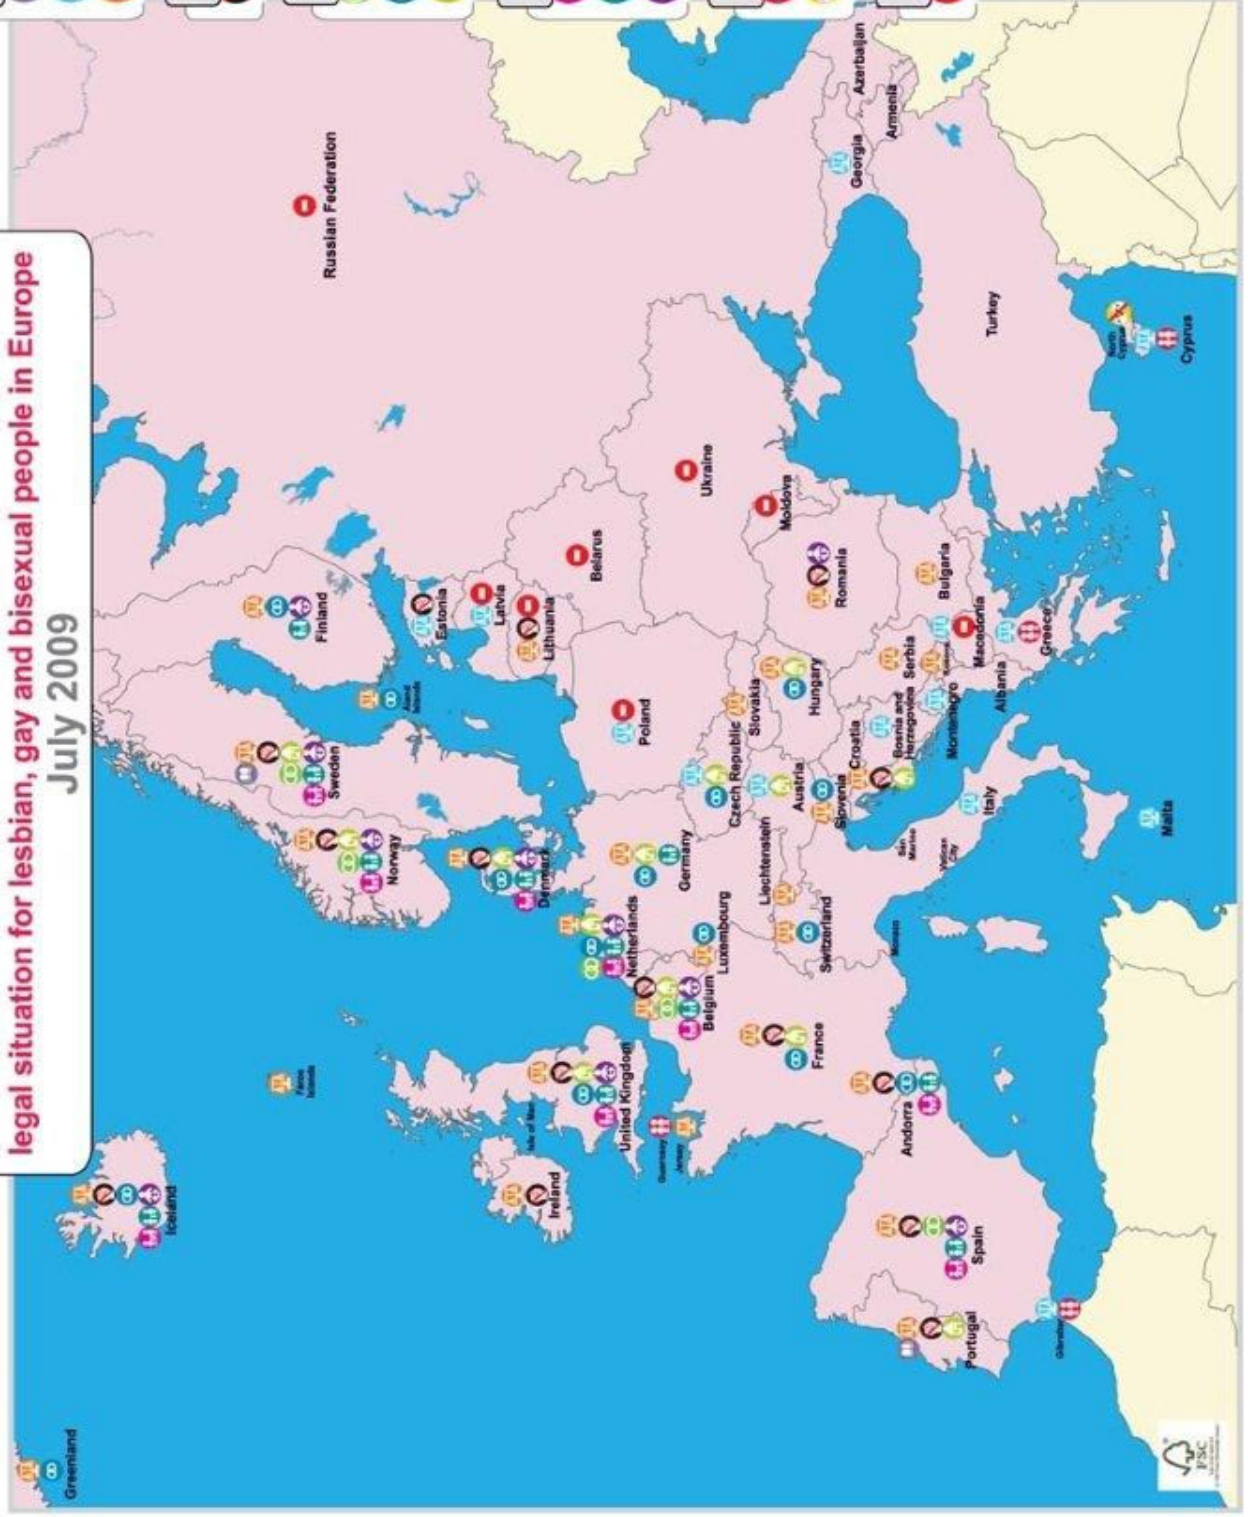 legal situation for lesbian, gay and bisexual people in Europe
July 2009
Greenland
Iceland
Faroe
Islands
Norway
Sweden
Finland
Åland
Islands
Russian Federation
Estonia
Latvia
Lithuania
Belarus
Denmark
Isle of Man
Ireland
United Kingdom
Netherlands
Belgium
Luxembourg
Germany
Poland
Ukraine
Moldova
Guernsey
Jersey
France
Switzerland
Liechtenstein
Austria
Czech Republic
Slovakia
Hungary
Romania
Slovenia
Croatia
Bosnia and
Herzegovina
Serbia
Montenegro
Macedonia
Albania
Bulgaria
Greece
Andorra
Monaco
San
Marino
Vatican
City
Italy
Malta
Portugal
Spain
Gibraltar
Turkey
Georgia
Armenia
Azerbaijan
North
Cyprus
Cyprus
FSC